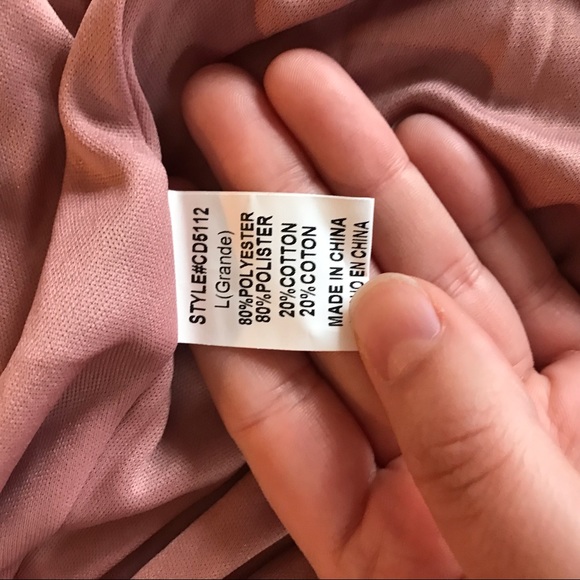 STYLE#CD5112
L(Grande)
80%POLYESTER
80%POLISTER
20%COTTON
20%COTON
MADE IN CHINA
EN CHINA